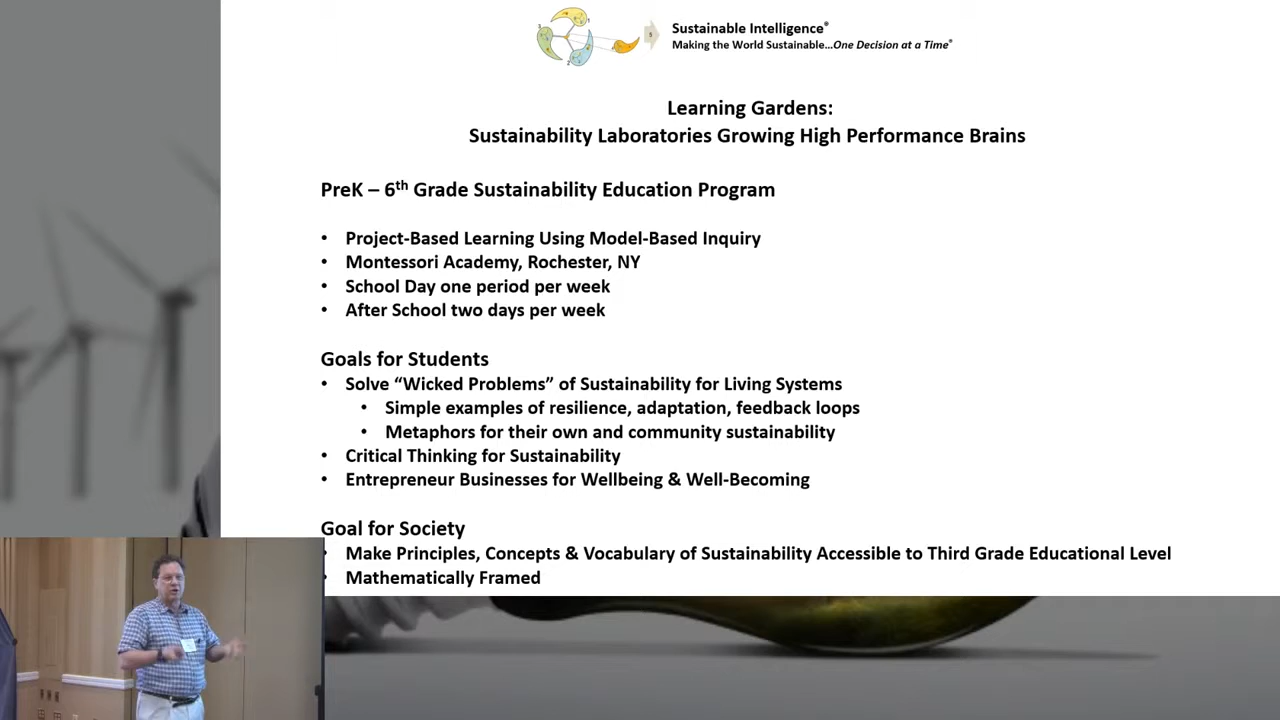 Sustainable Intelligence®
Making the World Sustainable...One Decision at a Time®
Learning Gardens:
Sustainability Laboratories Growing High Performance Brains
PreK – 6th Grade Sustainability Education Program
• Project-Based Learning Using Model-Based Inquiry
• Montessori Academy, Rochester, NY
• School Day one period per week
• After School two days per week
Goals for Students
• Solve “Wicked Problems” of Sustainability for Living Systems
• Simple examples of resilience, adaptation, feedback loops
• Metaphors for their own and community sustainability
• Critical Thinking for Sustainability
• Entrepreneur Businesses for Wellbeing & Well-Becoming
Goal for Society
• Make Principles, Concepts & Vocabulary of Sustainability Accessible to Third Grade Educational Level
• Mathematically Framed